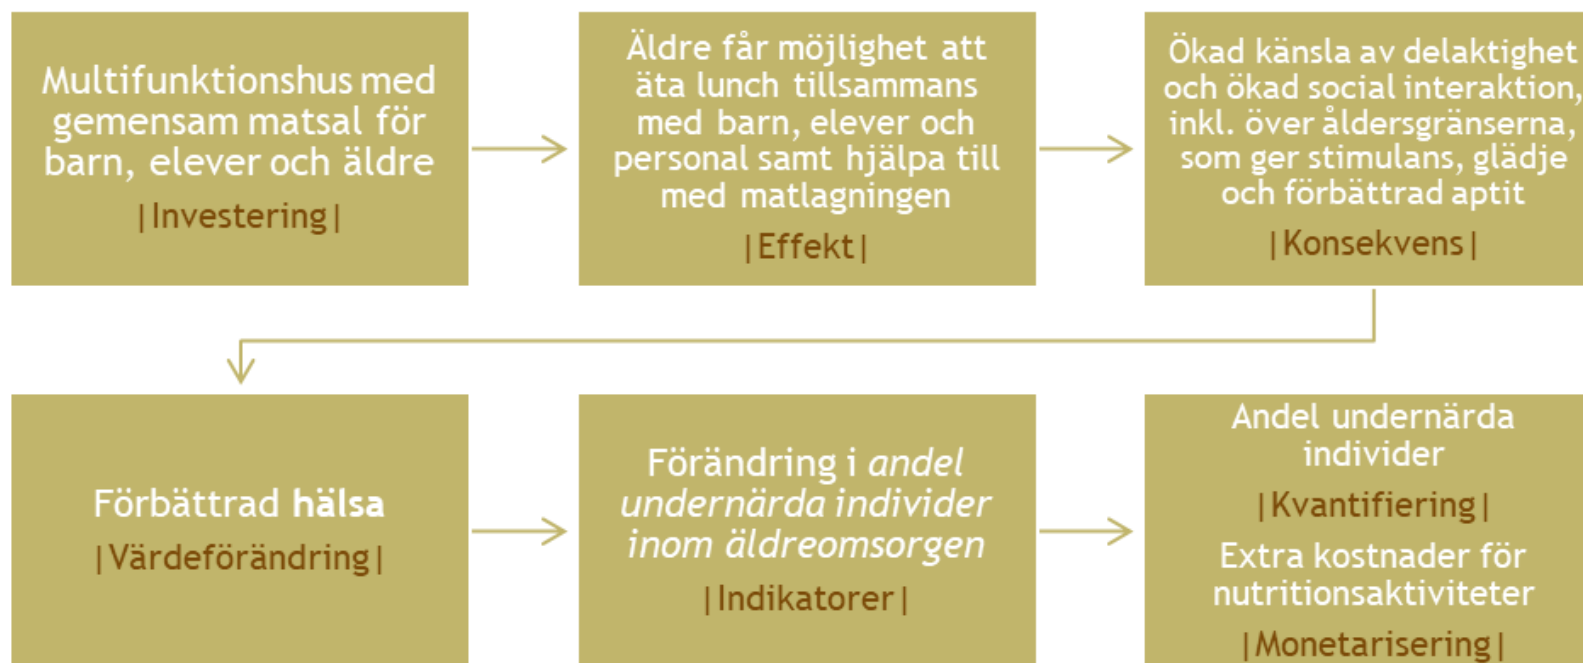 Multifunktionshus med
gemensam matsal för
barn, elever och äldre
|Investering|
Äldre får möjlighet att
äta lunch tillsammans
med barn, elever och
personal samt hjälpa till
med matlagningen
|Effekt|
Ökad känsla av delaktighet
och ökad social interaktion,
inkl. över åldersgränserna,
som ger stimulans, glädje
och förbättrad aptit
|Konsekvens|
Förbättrad hälsa
|Värdeförändring|
Förändring i andel
undernärda individer
inom äldreomsorgen
|Indikatorer|
Andel undernärda
individer
|Kvantifiering|
Extra kostnader för
nutritionsaktiviteter
|Monetarisering|